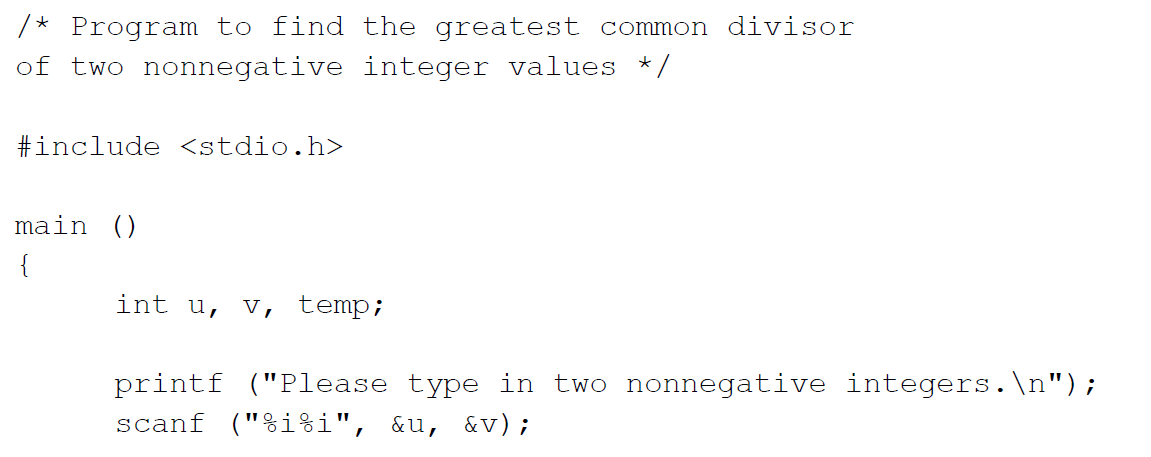 /* Program to find the greatest common divisor
of two nonnegative integer values */
#include <stdio.h>
main ()
{
int u, v, temp;
printf ("Please type in two nonnegative integers.\n");
scanf ("%i%i", &u, &v);